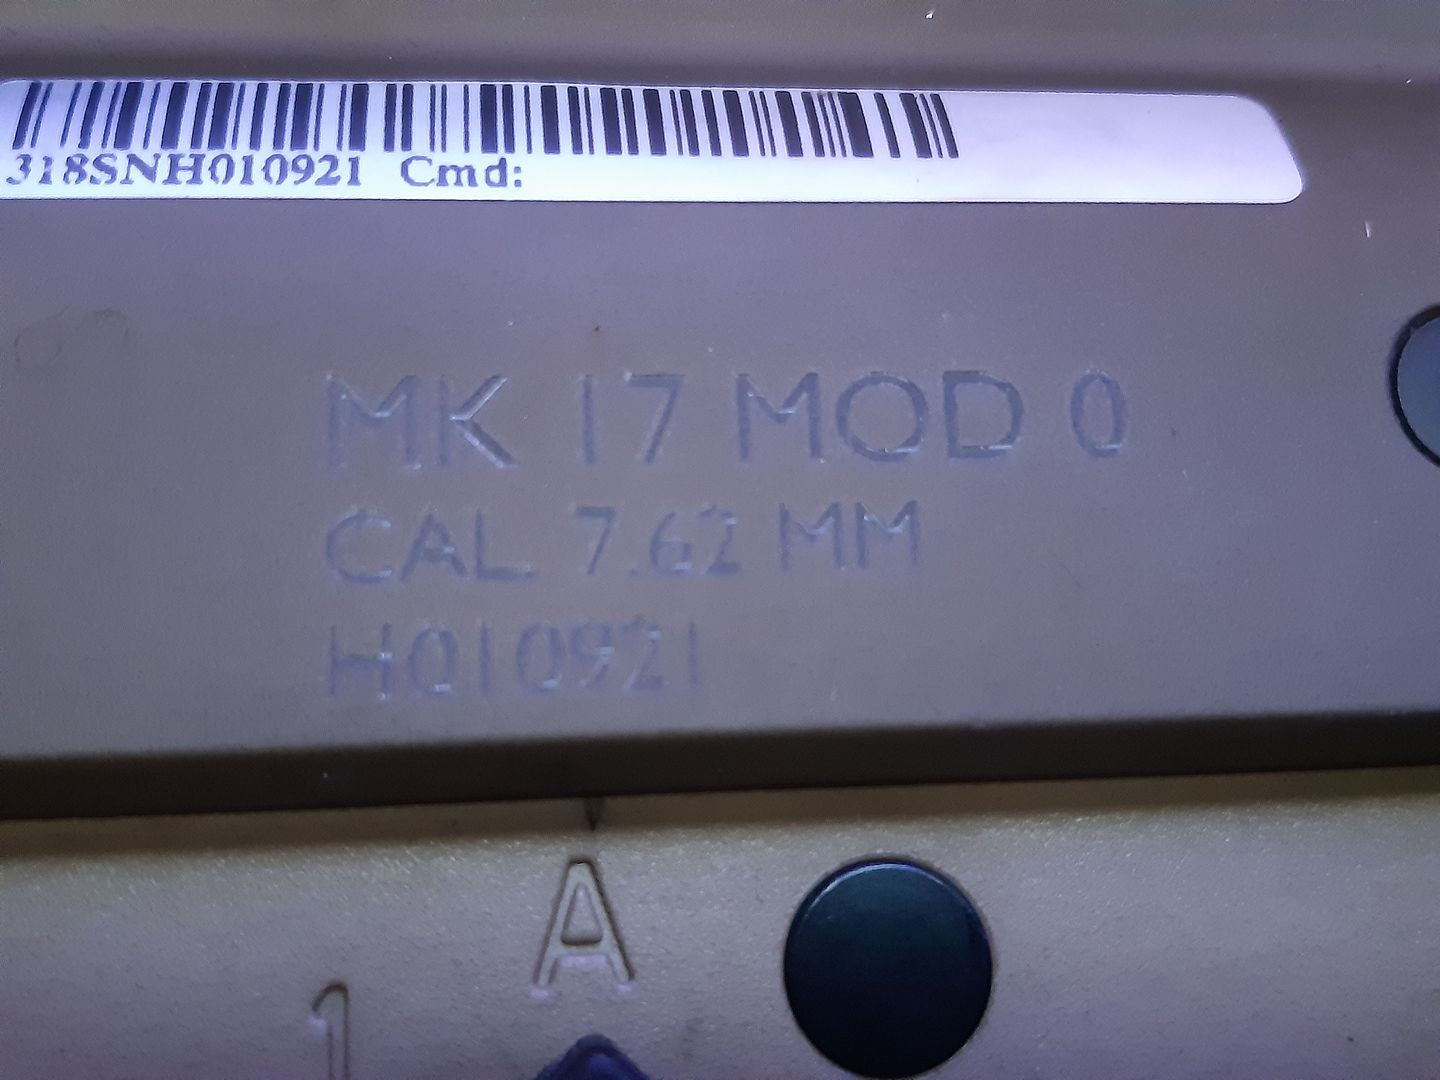 318SNH010921 Cmd:
MK 17 MOD 0
CAL. 7.62 MM
H010921
A
1